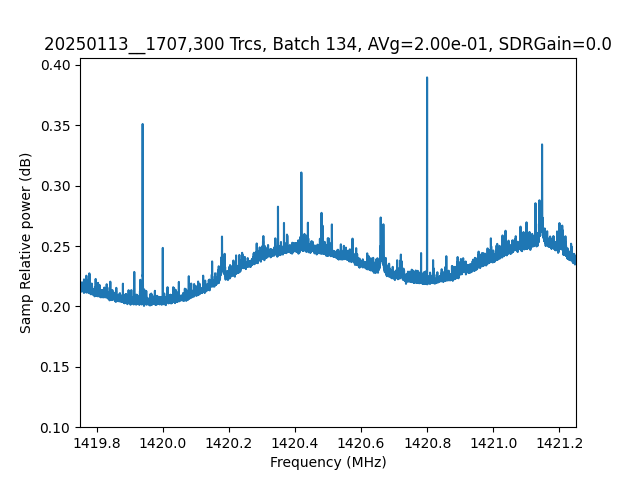 20250113__1707,300 Trcs, Batch 134, AVg=2.00e-01, SDRGain=0.0
0.40
0.35
0.30
0.25
0.20
0.15
0.10
Samp Relative power (dB)
1419.8 1420.0 1420.2 1420.4 1420.6 1420.8 1421.0 1421.2
Frequency (MHz)